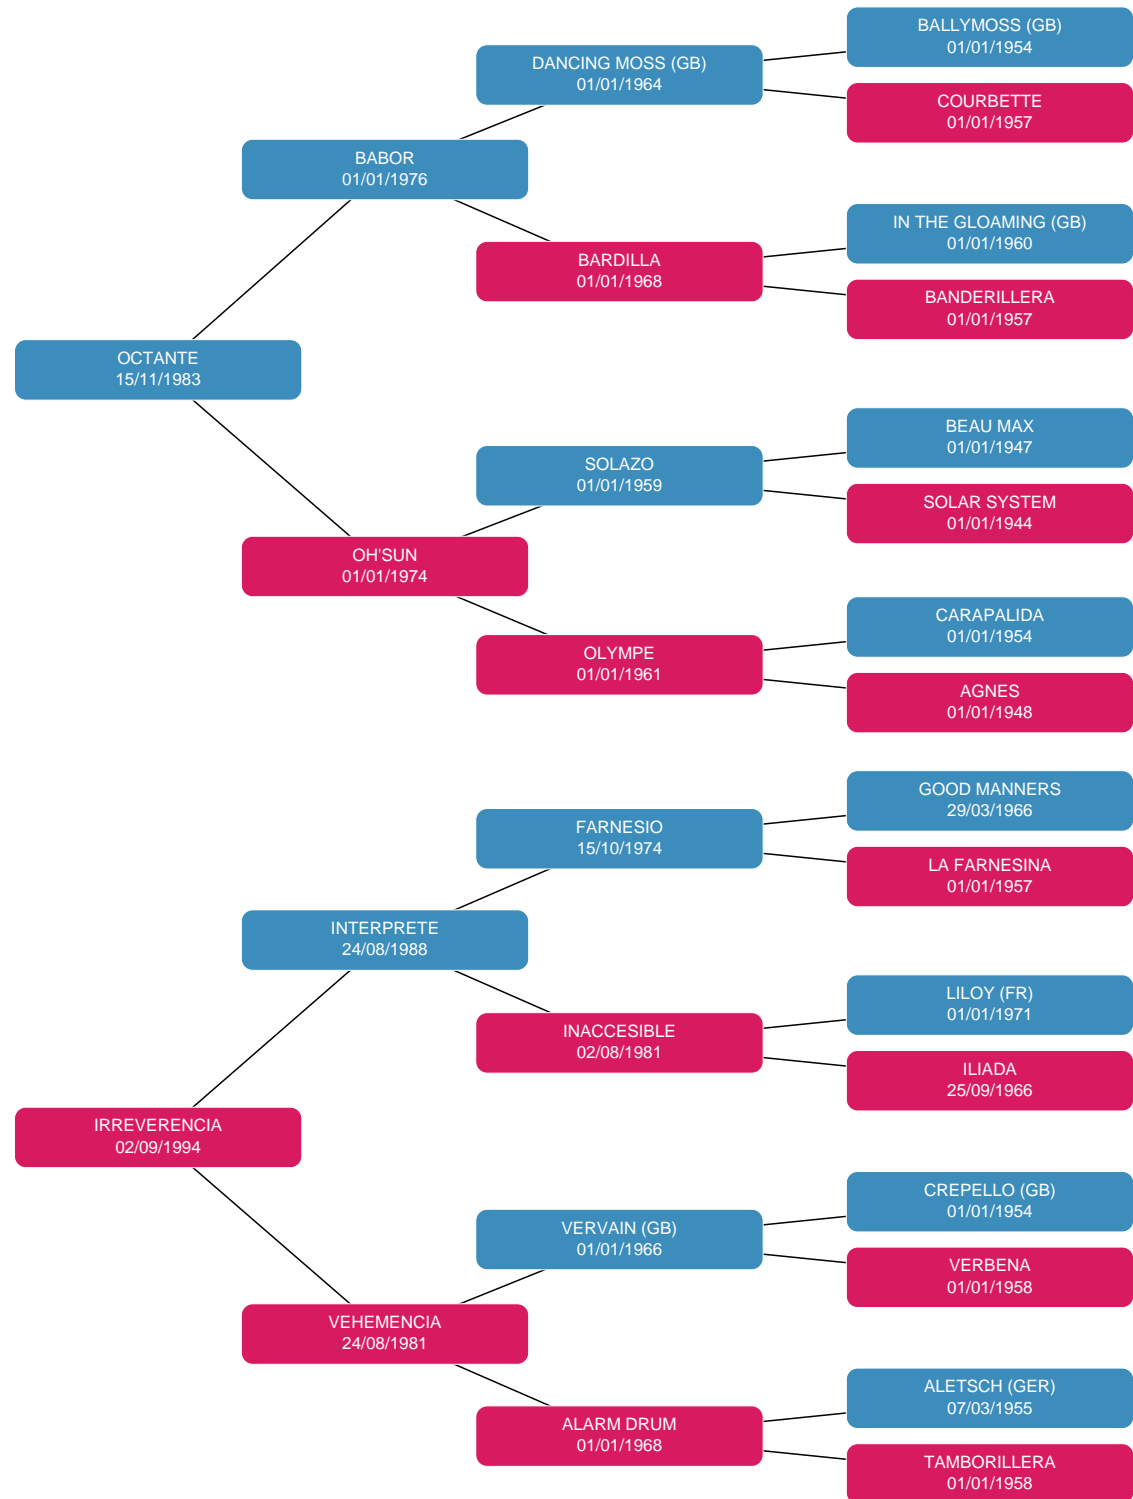 BALLYMOSS (GB)
01/01/1954
DANCING MOSS (GB)
01/01/1964
COURBETTE
01/01/1957
BABOR
01/01/1976
IN THE GLOAMING (GB)
01/01/1960
BARDILLA
01/01/1968
BANDERILLERA
01/01/1957
OCTANTE
15/11/1983
BEAU MAX
01/01/1947
SOLAZO
01/01/1959
SOLAR SYSTEM
01/01/1944
OH'SUN
01/01/1974
CARAPALIDA
01/01/1954
OLYMPE
01/01/1961
AGNES
01/01/1948
GOOD MANNERS
29/03/1966
FARNESIO
15/10/1974
LA FARNESINA
01/01/1957
INTERPRETE
24/08/1988
LILOY (FR)
01/01/1971
INACCESIBLE
02/08/1981
ILIADA
25/09/1966
IRREVERENCIA
02/09/1994
CREPELLO (GB)
01/01/1954
VERVAIN (GB)
01/01/1966
VERBENA
01/01/1958
VEHEMENCIA
24/08/1981
ALETSCH (GER)
07/03/1955
ALARM DRUM
01/01/1968
TAMBORILLERA
01/01/1958